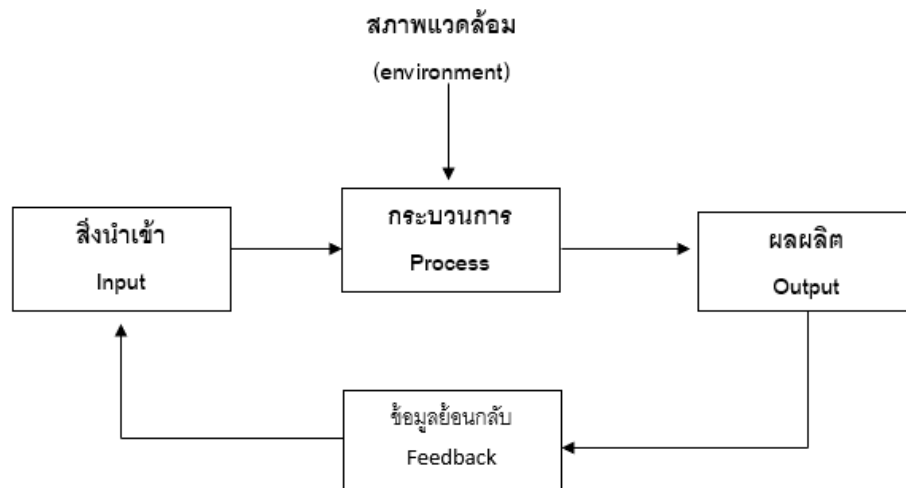 สภาพแวดล้อม
(environment)
สิ่งนำเข้า
Input
กระบวนการ
Process
ผลผลิต
Output
ข้อมูลย้อนกลับ
Feedback